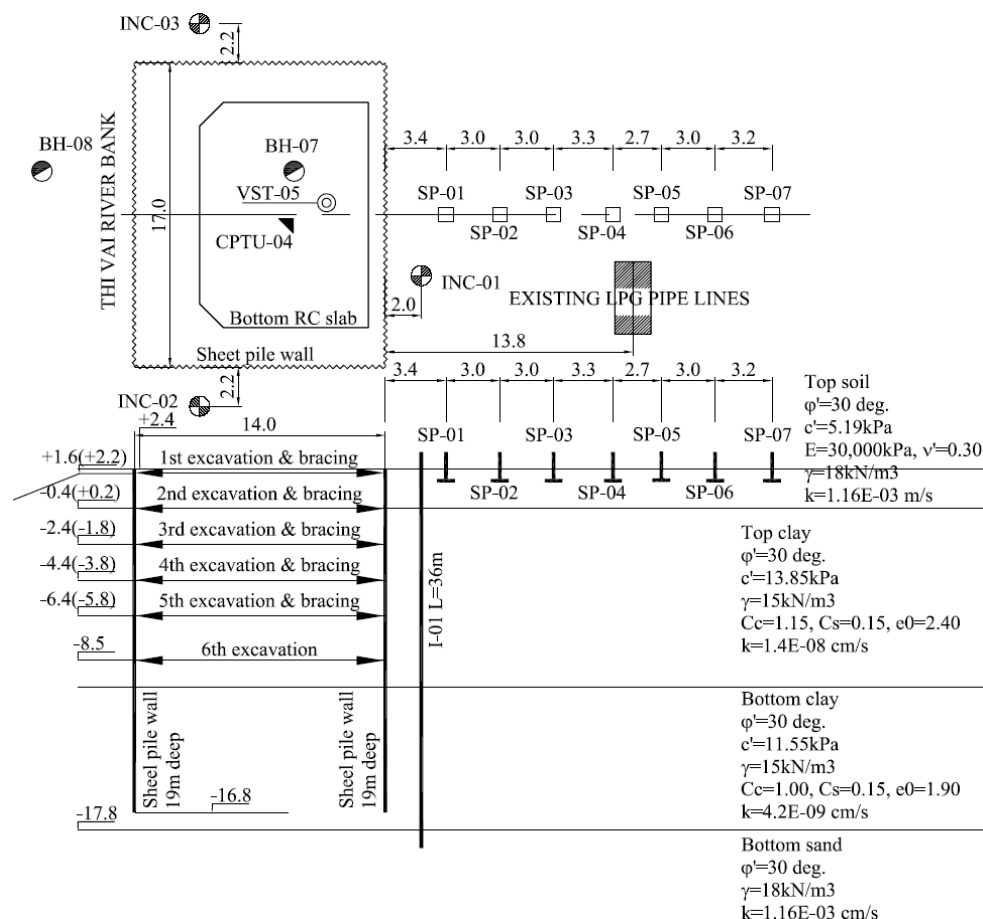 INC-03
2.2
THI VAI RIVER BANK
BH-08
17.0
BH-07
VST-05
CPTU-04
Bottom RC slab
Sheet pile wall
3.4
3.0
3.0
3.3
2.7
3.0
3.2
SP-01
SP-03
SP-05
SP-07
SP-02
SP-04
SP-06
INC-01
2.0
EXISTING LPG PIPE LINES
13.8
INC-02
2.2
3.4
3.0
3.0
3.3
2.7
3.0
3.2
+2.4
14.0
SP-01
SP-03
SP-05
SP-07
SP-02
SP-04
SP-06
+1.6(+2.2)
1st excavation & bracing
-0.4(+0.2)
2nd excavation & bracing
-2.4(-1.8)
3rd excavation & bracing
-4.4(-3.8)
4th excavation & bracing
-6.4(-5.8)
5th excavation & bracing
-8.5
6th excavation
I-01 L=36m
Sheel pile wall
19m deep
Sheel pile wall
19m deep
-16.8
-17.8
Top soil
φ'=30 deg.
c'=5.19kPa
E=30,000kPa, ν'=0.30
γ=18kN/m3
k=1.16E-03 m/s
Top clay
φ'=30 deg.
c'=13.85kPa
γ=15kN/m3
Cc=1.15, Cs=0.15, e0=2.40
k=1.4E-08 cm/s
Bottom clay
φ'=30 deg.
c'=11.55kPa
γ=15kN/m3
Cc=1.00, Cs=0.15, e0=1.90
k=4.2E-09 cm/s
Bottom sand
φ'=30 deg.
γ=18kN/m3
k=1.16E-03 cm/s